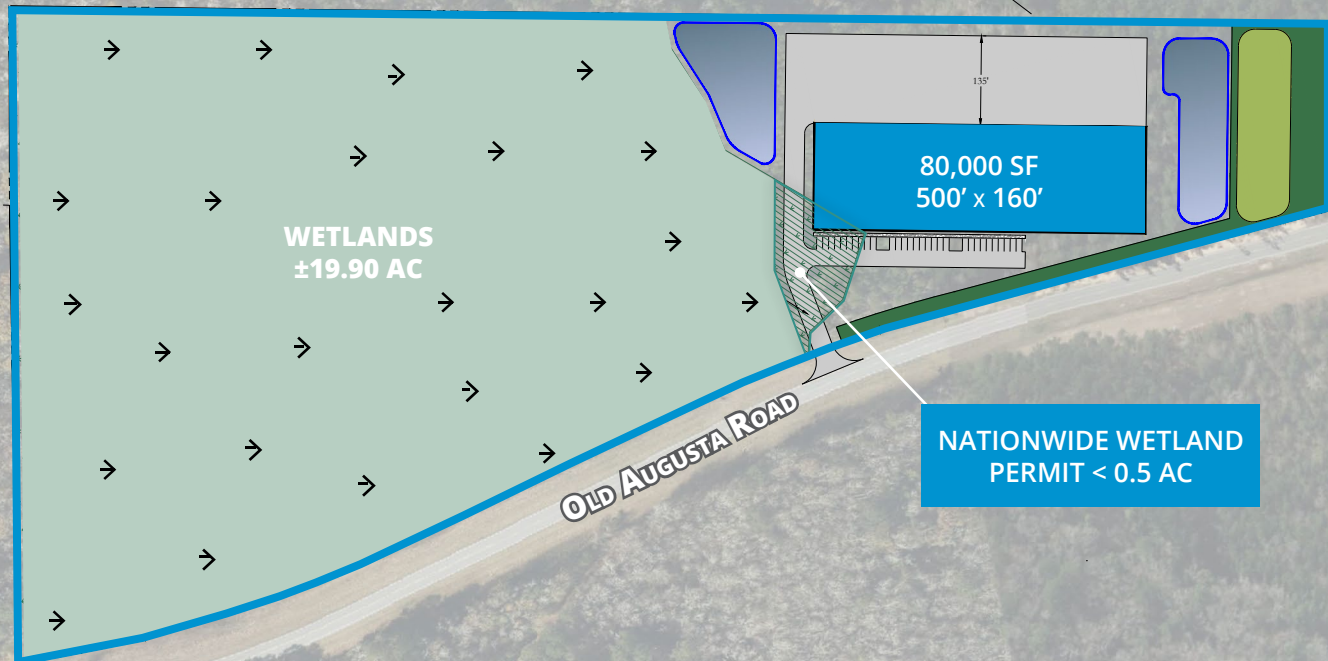 135'
80,000 SF
500' x 160'
WETLANDS
±19.90 AC
OLD AUGUSTA ROAD
NATIONWIDE WETLAND
PERMIT < 0.5 AC